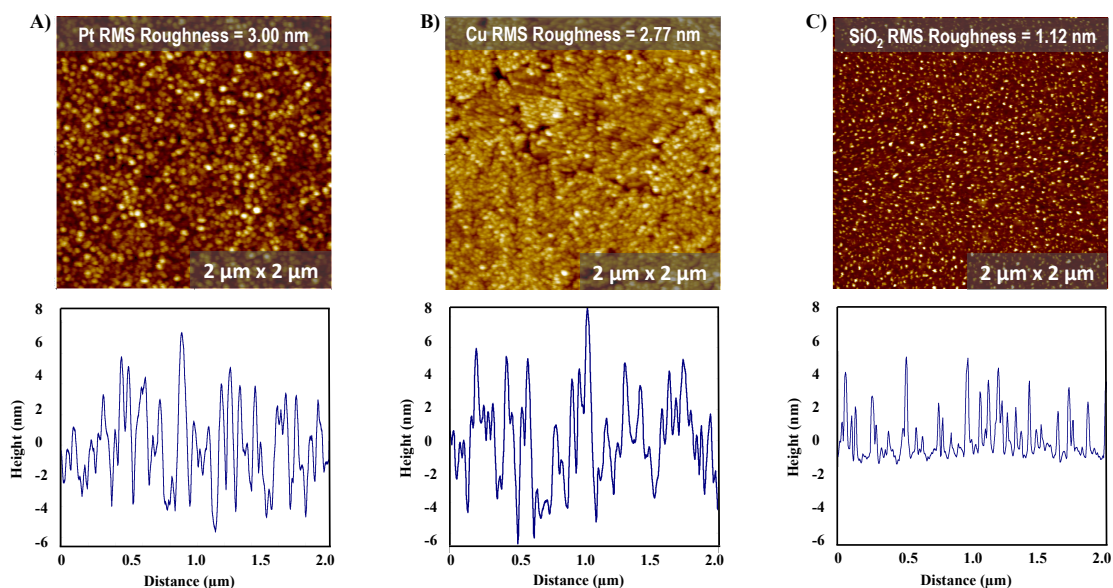 A)
Pt RMS Roughness = 3.00 nm
2 μm x 2 μm
8
6
4
2
0
-2
-4
-6
Height (nm)
0
0.5
1.0
1.5
2.0
Distance (μm)
B)
Cu RMS Roughness = 2.77 nm
2 μm x 2 μm
8
6
4
2
0
-2
-4
-6
Height (nm)
0
0.5
1.0
1.5
2.0
Distance (μm)
C)
SiO₂ RMS Roughness = 1.12 nm
2 μm x 2 μm
8
6
4
2
0
-2
-4
-6
Height (nm)
0
0.5
1.0
1.5
2.0
Distance (μm)